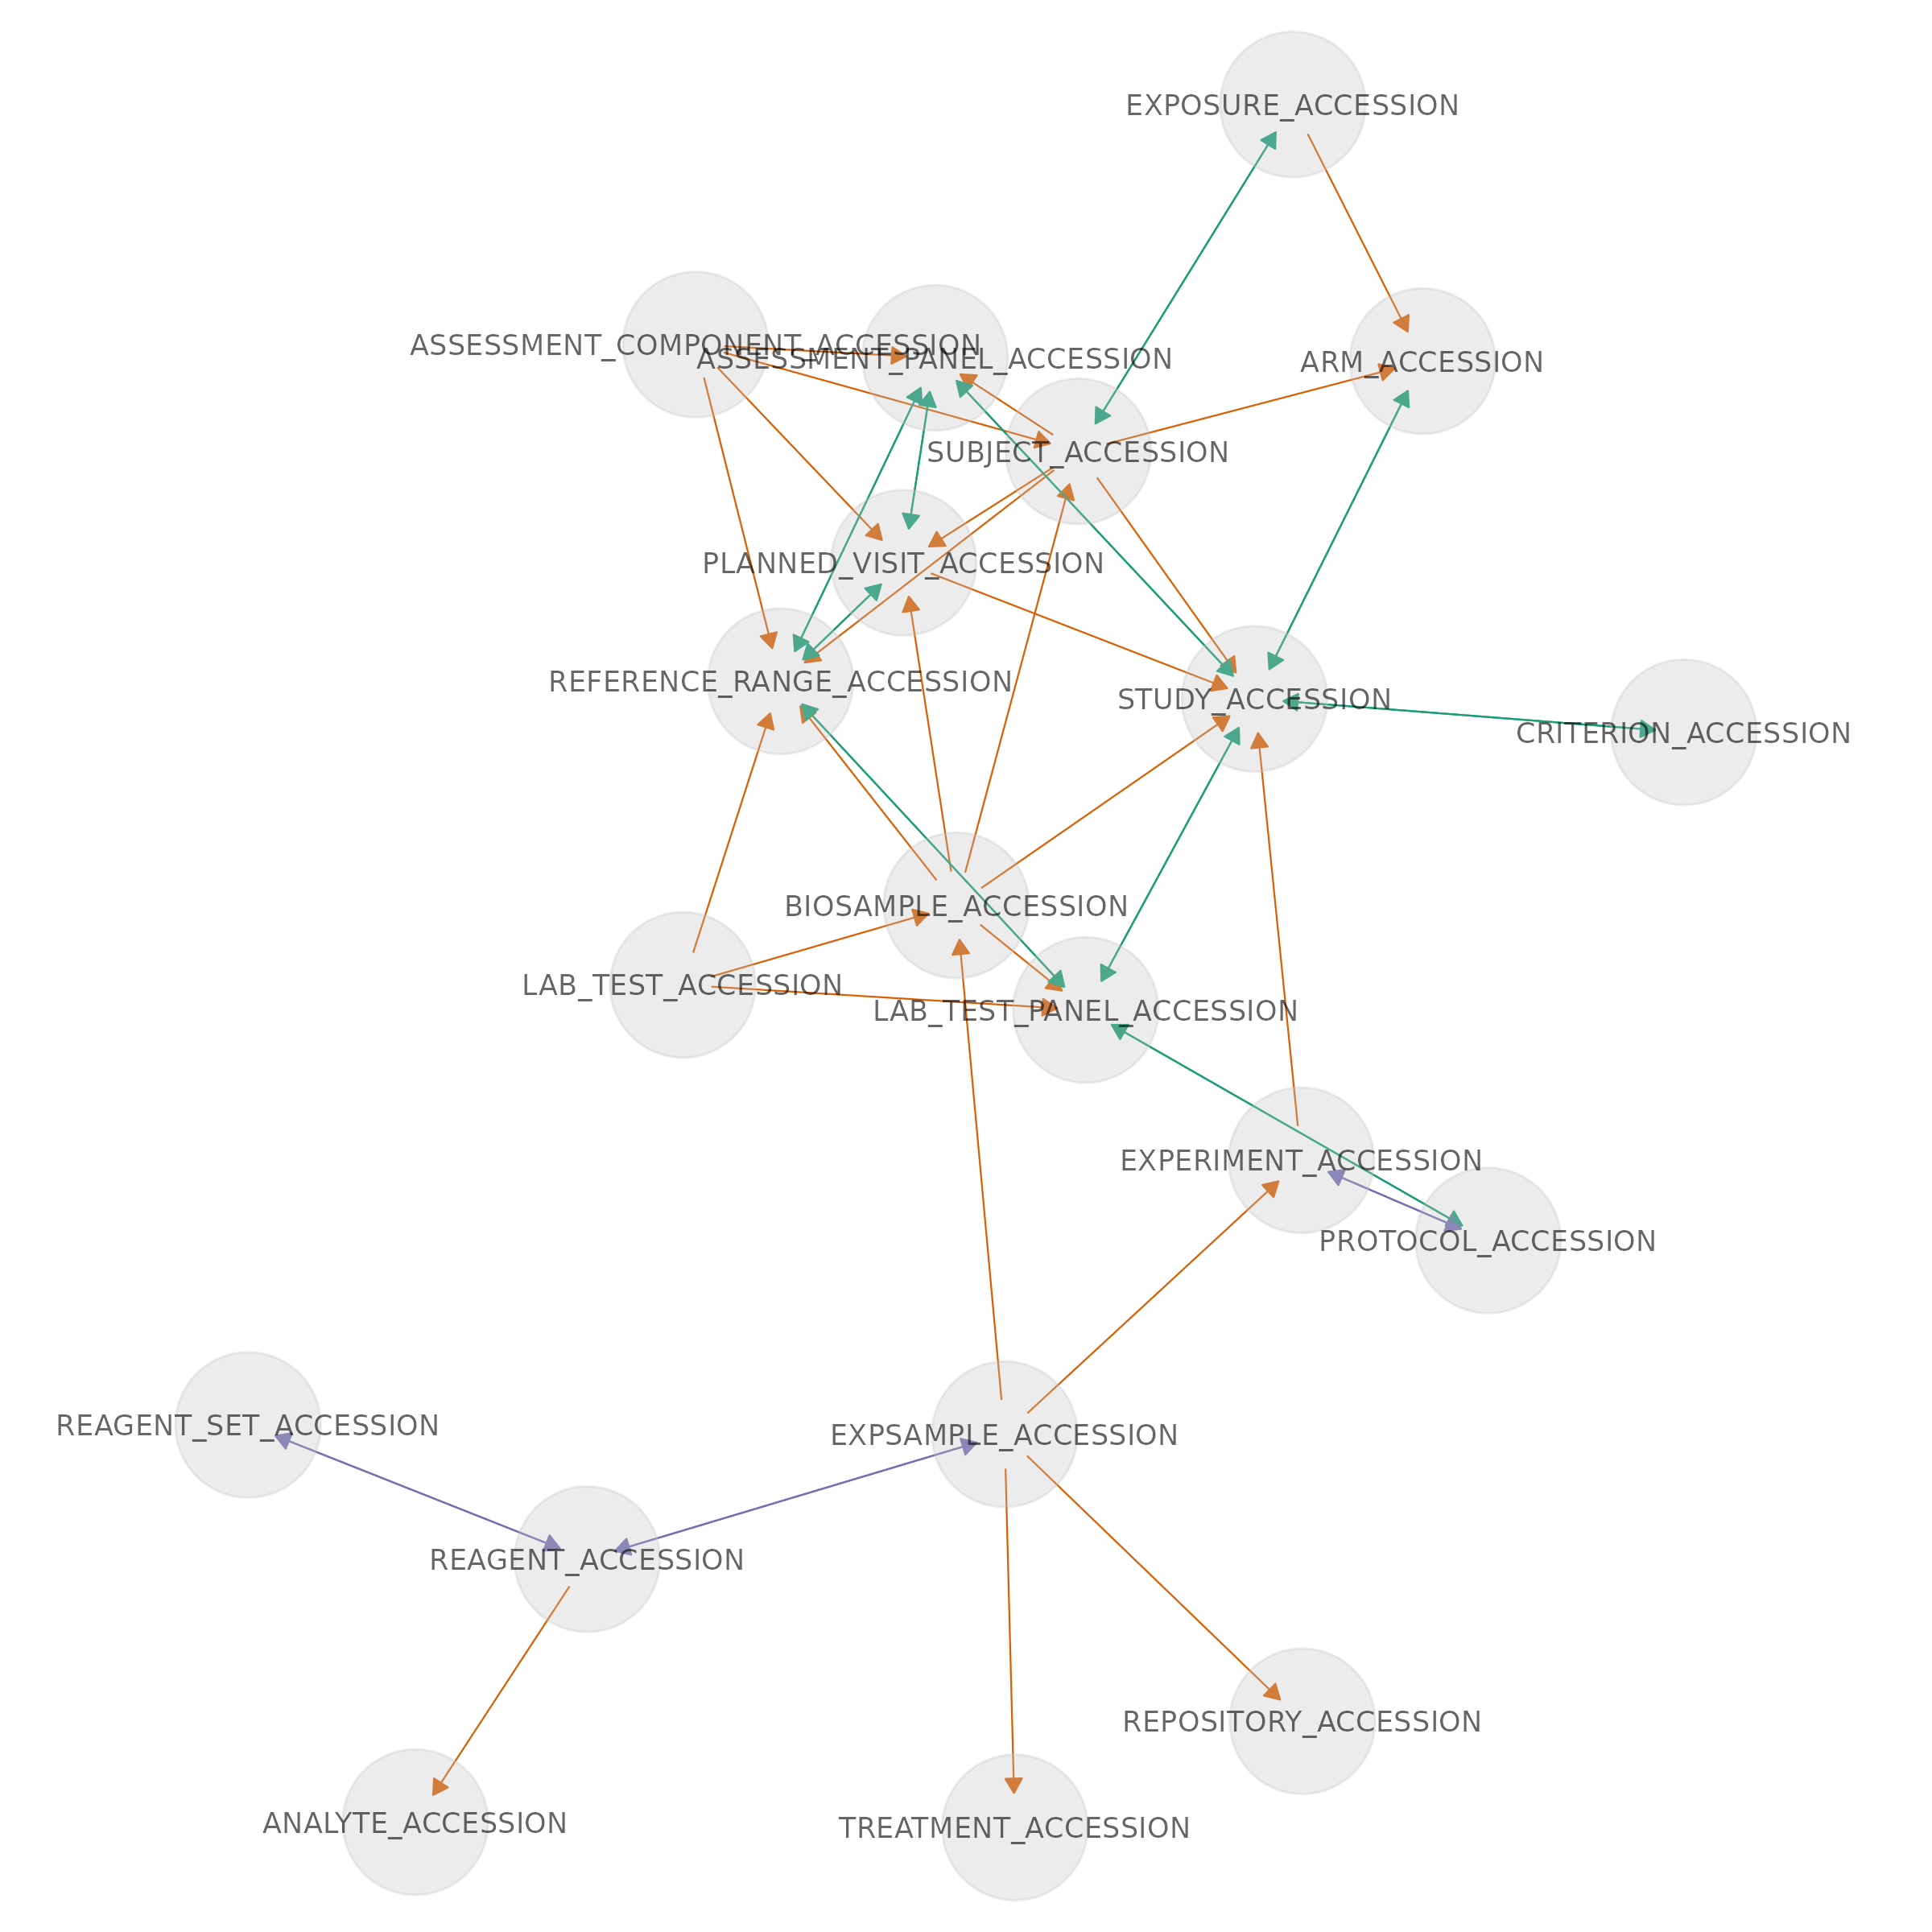 EXPOSURE_ACCESSION
ASSESSMENT_COMPONENT_ACCESSION
ASSESSMENT_PANEL_ACCESSION
ARM_ACCESSION
SUBJECT_ACCESSION
PLANNED_VISIT_ACCESSION
REFERENCE_RANGE_ACCESSION
STUDY_ACCESSION
CRITERION_ACCESSION
BIOSAMPLE_ACCESSION
LAB_TEST_ACCESSION
LAB_TEST_PANEL_ACCESSION
EXPERIMENT_ACCESSION
PROTOCOL_ACCESSION
REAGENT_SET_ACCESSION
EXPSAMPLE_ACCESSION
REAGENT_ACCESSION
REPOSITORY_ACCESSION
ANALYTE_ACCESSION
TREATMENT_ACCESSION